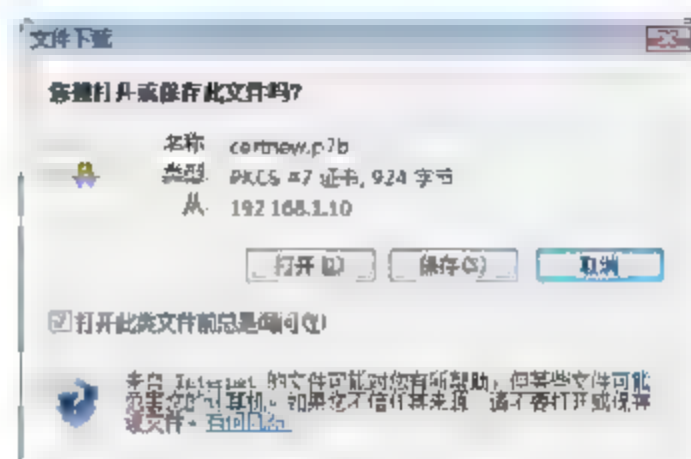 文件下载
您想打开或保存此文件吗?
名称: certnew.p7b
类型: PKCS #7 证书, 924 字节
从: 192.168.1.10
打开(O) 保存(S) 取消
打开此类文件前总是询问(W)
来自 Internet 的文件可能对您有所帮助，但某些文件可能
危害您的计算机。如果您不信任其来源，请不要打开或保存
该文件。有何风险?